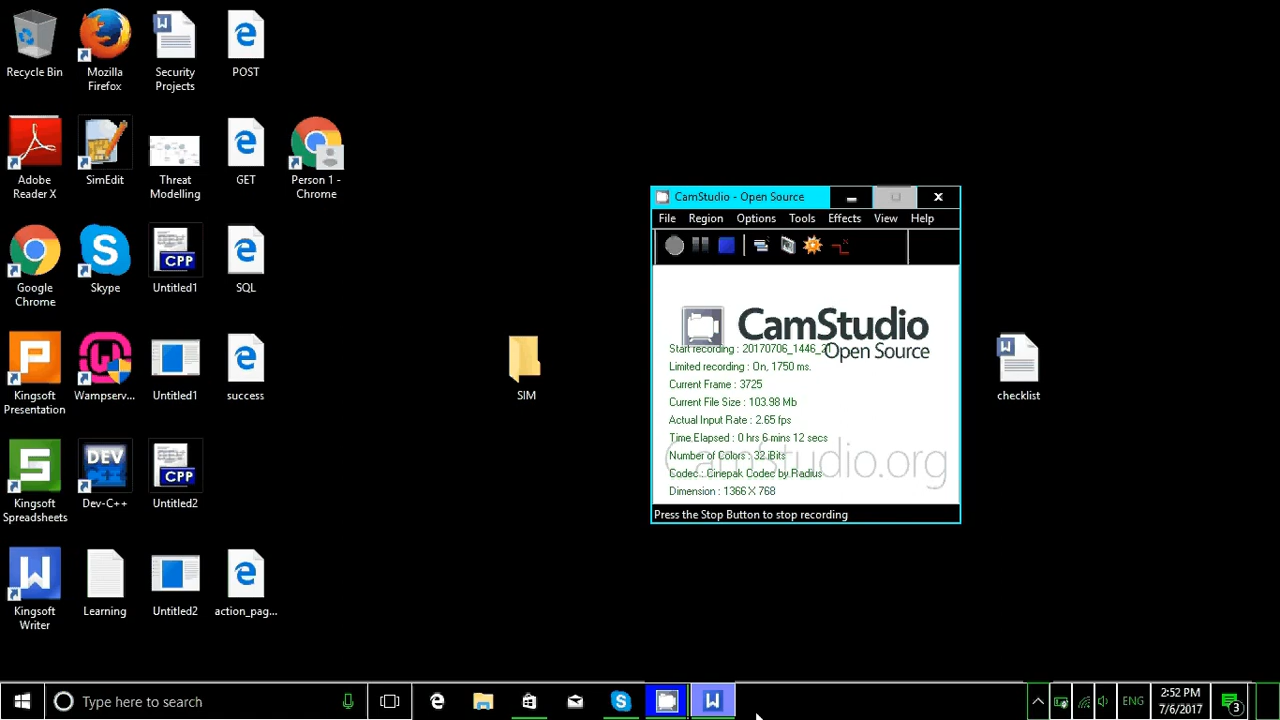 Recycle Bin
Mozilla
Firefox
Security
Projects
POST
Adobe
Reader X
SimEdit
Threat
Modelling
GET
Person 1 -
Chrome
Google
Chrome
Skype
CPP
Untitled1
SQL
Kingsoft
Presentation
Wampserv...
Untitled1
success
SIM
checklist
Kingsoft
Spreadsheets
DEV
C++
Dev-C++
CPP
Untitled2
Kingsoft
Writer
Learning
Untitled2
action_pag...
CamStudio - Open Source
File Region Options Tools Effects View Help
CamStudio
Open Source
Start recording : 20170706_1446_
Limited recording : On, 1750 ms.
Current Frame : 3725
Current File Size : 103.98 Mb
Actual Input Rate : 2.65 fps
Time Elapsed : 0 hrs 6 mins 12 secs
Number of Colors : 32 iBits
CamStudio.org
Codec : Cinepak Codec by Radius
Dimension : 1366 X 768
Press the Stop Button to stop recording
Type here to search
ENG
2:52 PM
7/6/2017
3